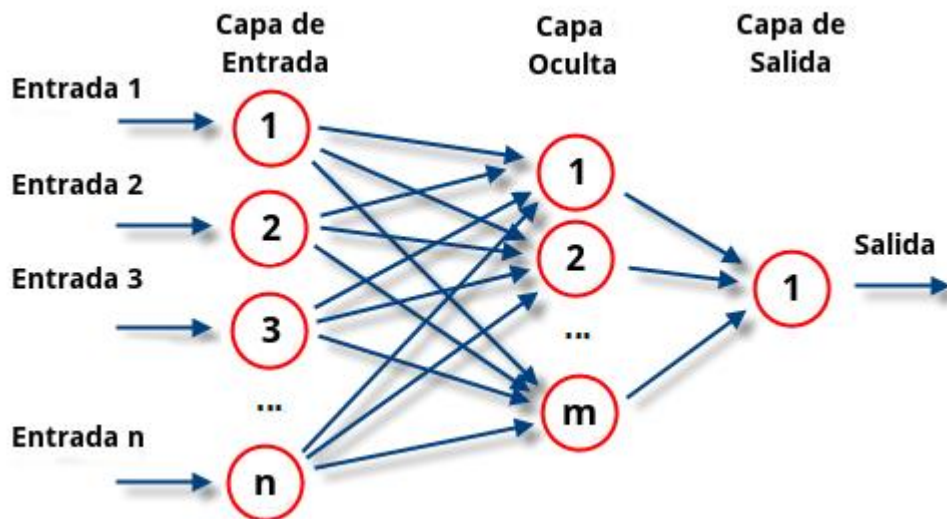 Capa de
Entrada
Capa
Oculta
Capa de
Salida
Entrada 1
1
Entrada 2
2
Entrada 3
3
...
Entrada n
n
1
2
...
m
1
Salida